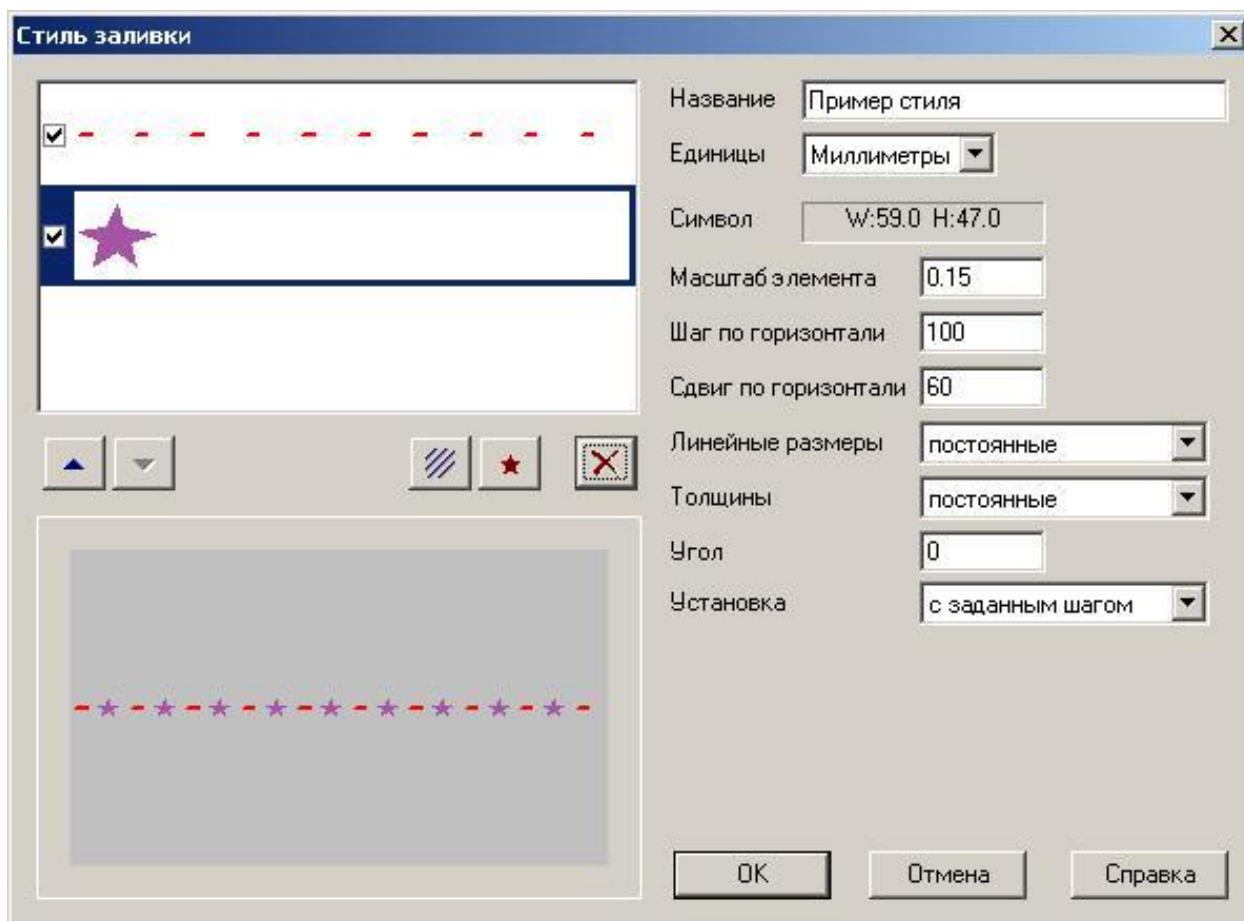 Стиль заливки
Название Пример стиля
Единицы Миллиметры
Символ W:59.0 H:47.0
Масштаб элемента 0.15
Шаг по горизонтали 100
Сдвиг по горизонтали 60
Линейные размеры постоянные
Толщины постоянные
Угол 0
Установка с заданным шагом
OK Отмена Справка